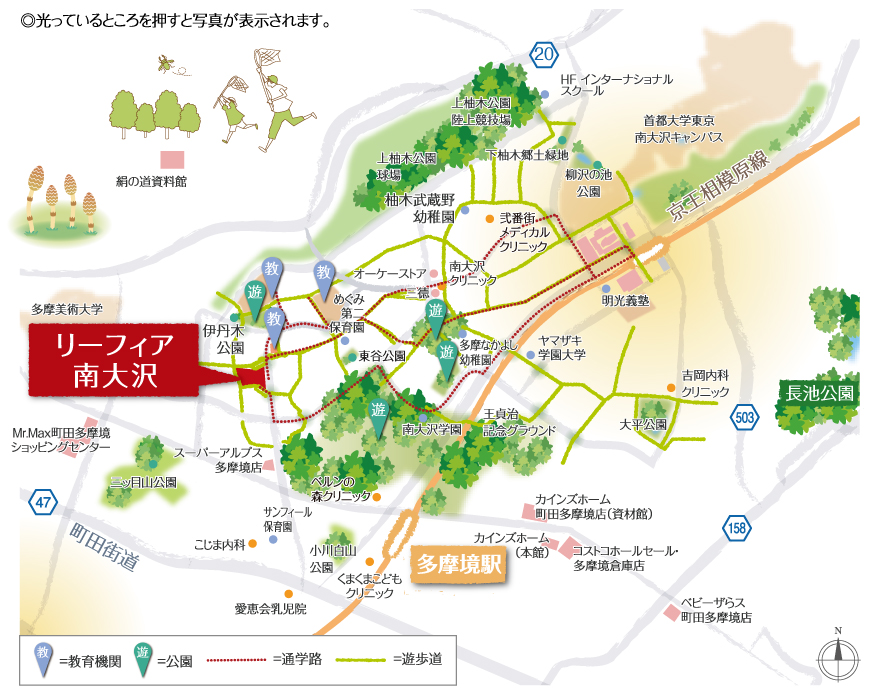 ◎光っているところを押すと写真が表示されます。
20
HF インターナショナル
スクール
上柚木公園
陸上競技場
首都大学東京
南大沢キャンパス
下柚木郷土緑地
上柚木公園
球場
柳沢の池
公園
絹の道資料館
京王相模原線
柚木武蔵野
幼稚園
弐番街
メディカル
クリニック
教
教
オーケーストア
南大沢
クリニック
遊
三徳
めぐみ
第二
保育園
明光義塾
多摩美術大学
教
遊
伊丹木
公園
リーフィア
南大沢
東谷公園
遊
多摩なかよし
幼稚園
ヤマザキ
学園大学
吉岡内科
クリニック
長池公園
遊
南大沢学園
王貞治
記念グラウンド
大平公園
503
Mr.Max町田多摩境
ショッピングセンター
スーパーアルプス
多摩境店
二ッ目山公園
ベルンの
森クリニック
47
サンフィール
保育園
カインズホーム
町田多摩境店(資材館)
158
町田街道
こじま内科
小川白山
公園
カインズホーム
(本館)
コストコホールセール・
多摩境倉庫店
多摩境駅
くまくまこども
クリニック
愛恵会乳児院
ベビーザらス
町田多摩境店
N
教
=教育機関
遊
=公園
=通学路
=遊歩道